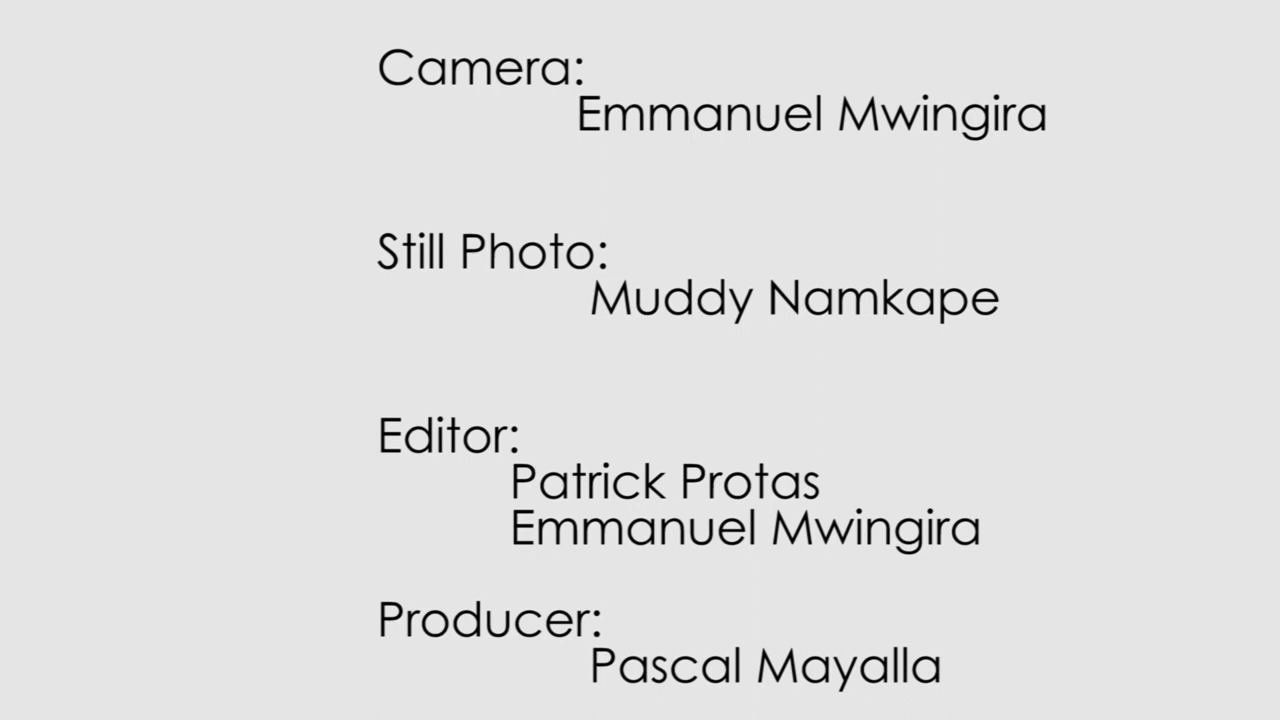 Camera:
Emmanuel Mwingira
Still Photo:
Muddy Namkape
Editor:
Patrick Protas
Emmanuel Mwingira
Producer:
Pascal Mayalla